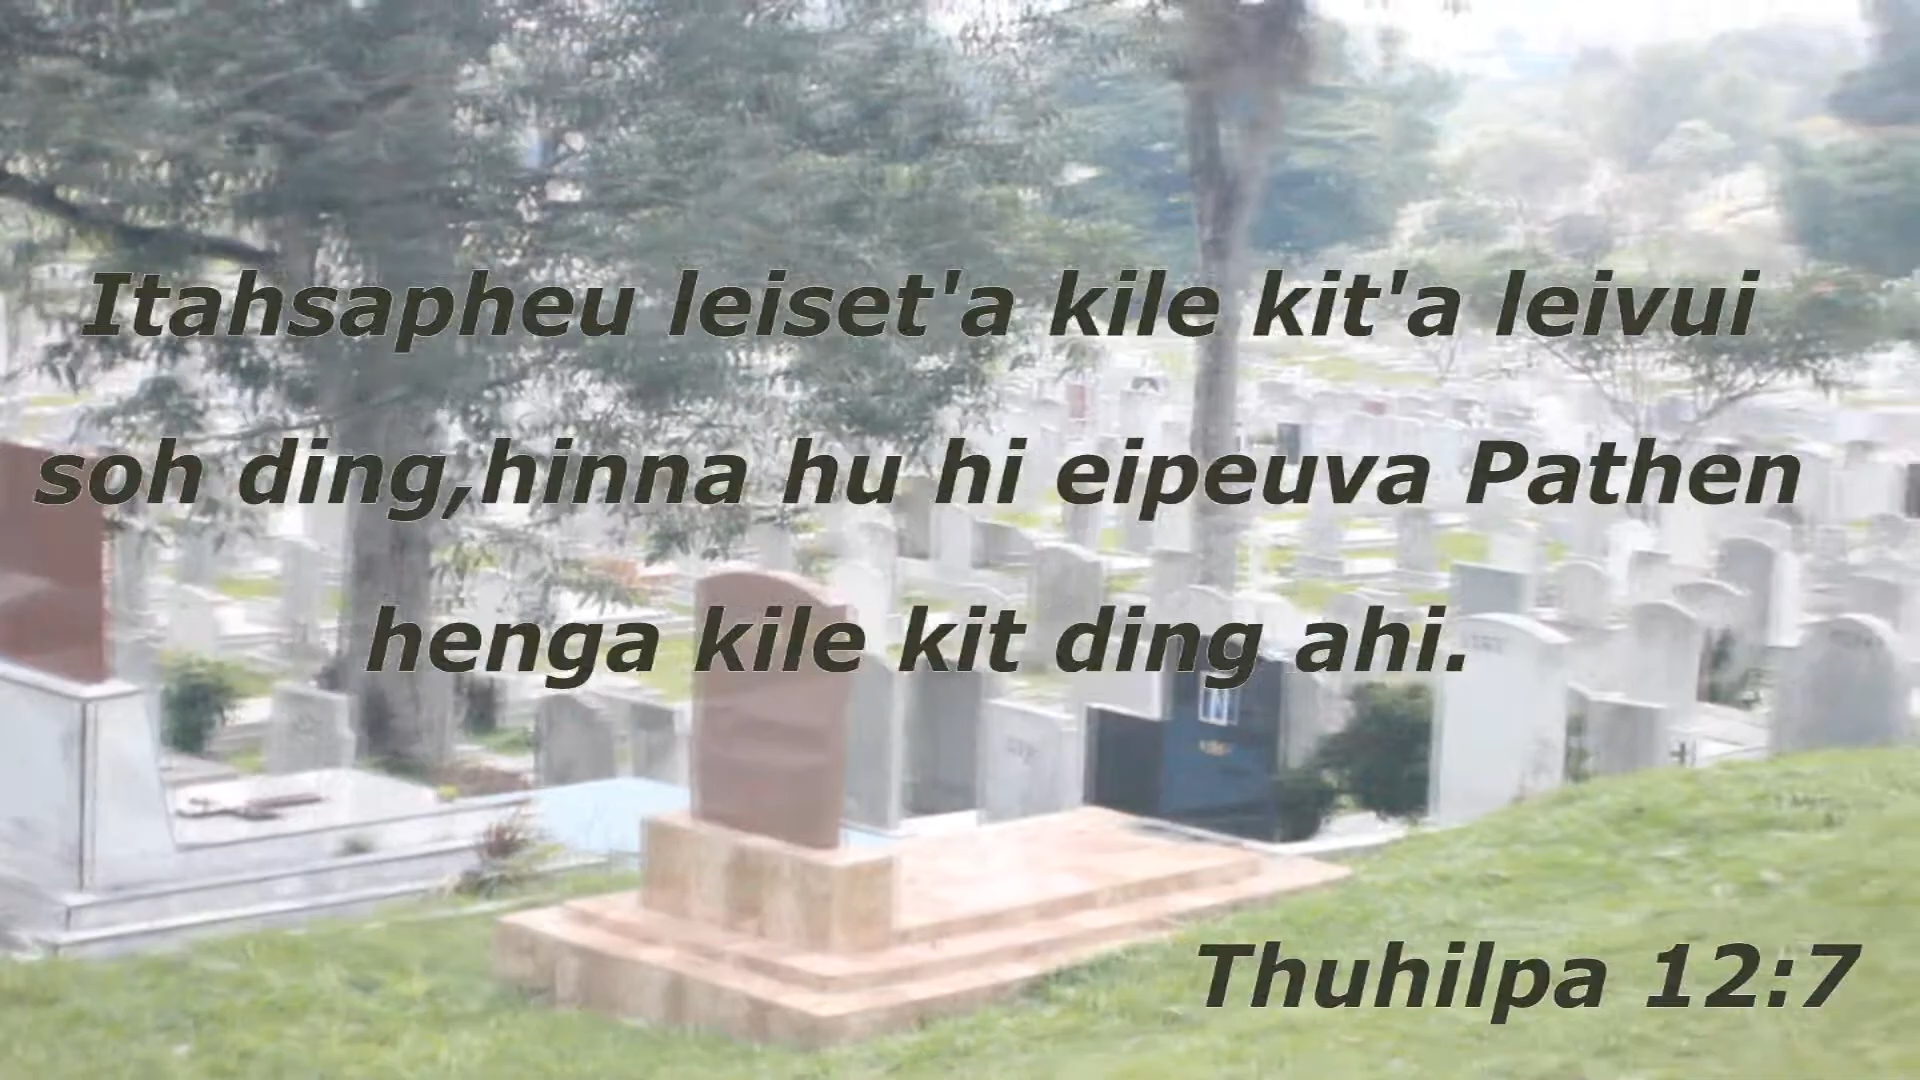 Itahsapheu leiset'a kile kit'a leivui
soh ding,hinna hu hi eipeuva Pathen
henga kile kit ding ahi.
Thuhilpa 12:7